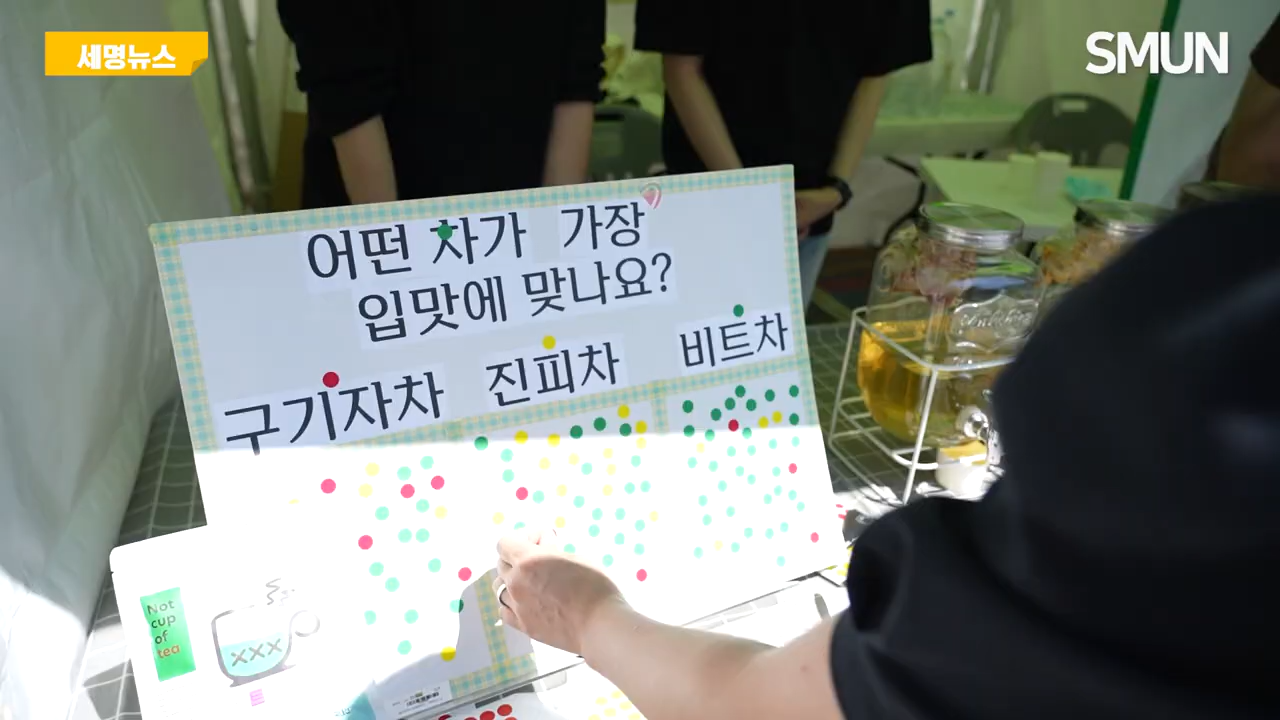 세명뉴스
SMUN
어떤 차가 가장
입맛에 맞나요?
구기자차 진피차 비트차
Not
cup
of
tea
XXX